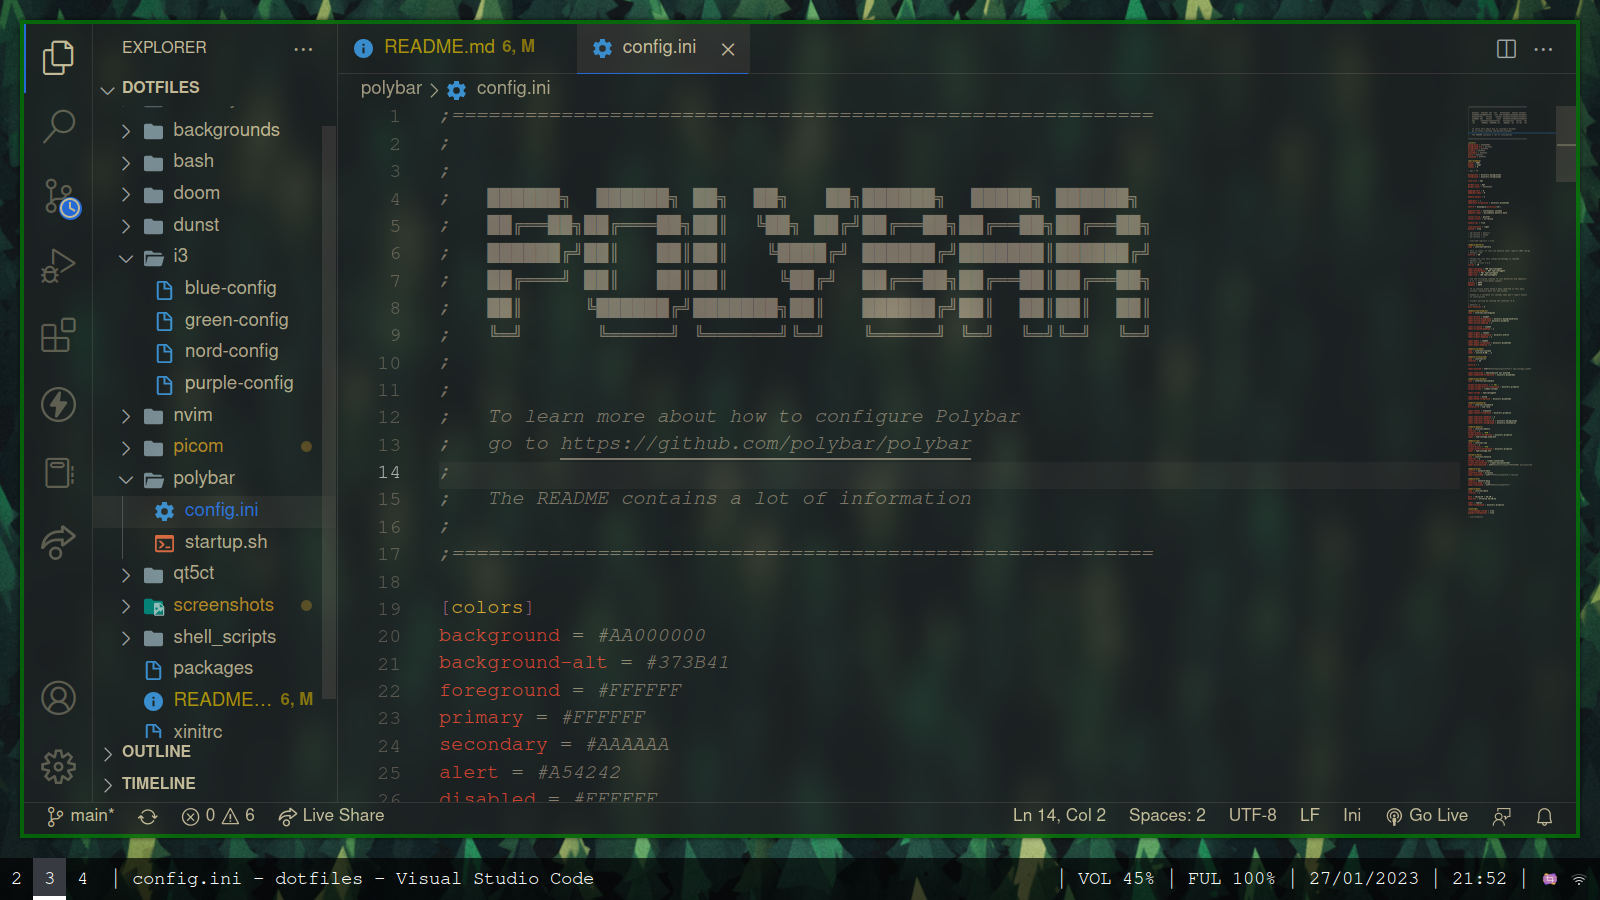 EXPLORER
DOTFILES
backgrounds
bash
doom
dunst
i3
blue-config
green-config
nord-config
purple-config
nvim
picom
polybar
config.ini
startup.sh
qt5ct
screenshots
shell_scripts
packages
README... 6, M
xinitrc
OUTLINE
TIMELINE
README.md 6, M
config.ini
polybar > config.ini
1 ;==========================================================
2 ;
3 ;
4 ; ██████╗  ██████╗ ██╗  ██╗   ██╗██████╗  █████╗ ██████╗
5 ; ██╔══██╗██╔═══██╗██║  ╚██╗ ██╔╝██╔══██╗██╔══██╗██╔══██╗
6 ; ██████╔╝██║   ██║██║   ╚████╔╝ ██████╔╝███████║██████╔╝
7 ; ██╔═══╝ ██║   ██║██║    ╚██╔╝  ██╔══██╗██╔══██║██╔══██╗
8 ; ██║     ╚██████╔╝███████╗██║   ██████╔╝██║  ██║██║  ██║
9 ; ╚═╝      ╚═════╝ ╚══════╝╚═╝   ╚═════╝ ╚═╝  ╚═╝╚═╝  ╚═╝
10 ;
11 ;
12 ; To learn more about how to configure Polybar
13 ; go to https://github.com/polybar/polybar
14 ;
15 ; The README contains a lot of information
16 ;
17 ;==========================================================
18
19 [colors]
20 background = #AA000000
21 background-alt = #373B41
22 foreground = #FFFFFF
23 primary = #FFFFFF
24 secondary = #AAAAAA
25 alert = #A54242
26 disabled = #FFFFFF
main* 0 6 Live Share
Ln 14, Col 2 Spaces: 2 UTF-8 LF Ini Go Live
2 3 4 | config.ini - dotfiles - Visual Studio Code
| VOL 45% | FUL 100% | 27/01/2023 | 21:52 |